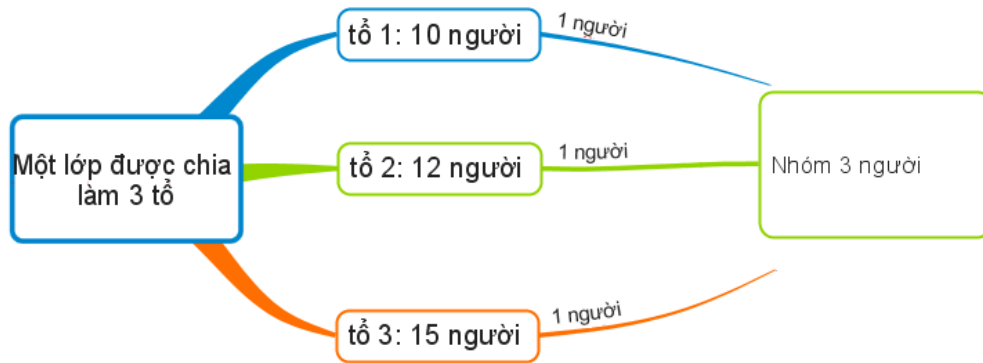 Một lớp được chia
làm 3 tổ
tổ 1: 10 người
1 người
tổ 2: 12 người
1 người
tổ 3: 15 người
1 người
Nhóm 3 người